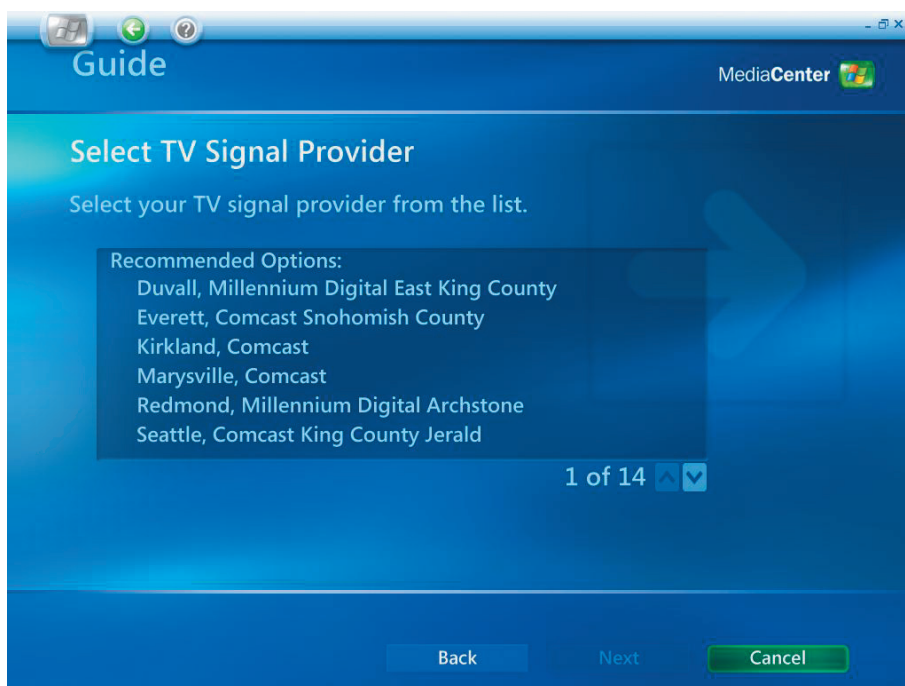 Guide
MediaCenter
Select TV Signal Provider
Select your TV signal provider from the list.
Recommended Options:
Duvall, Millennium Digital East King County
Everett, Comcast Snohomish County
Kirkland, Comcast
Marysville, Comcast
Redmond, Millennium Digital Archstone
Seattle, Comcast King County Jerald
1 of 14
Back Next Cancel